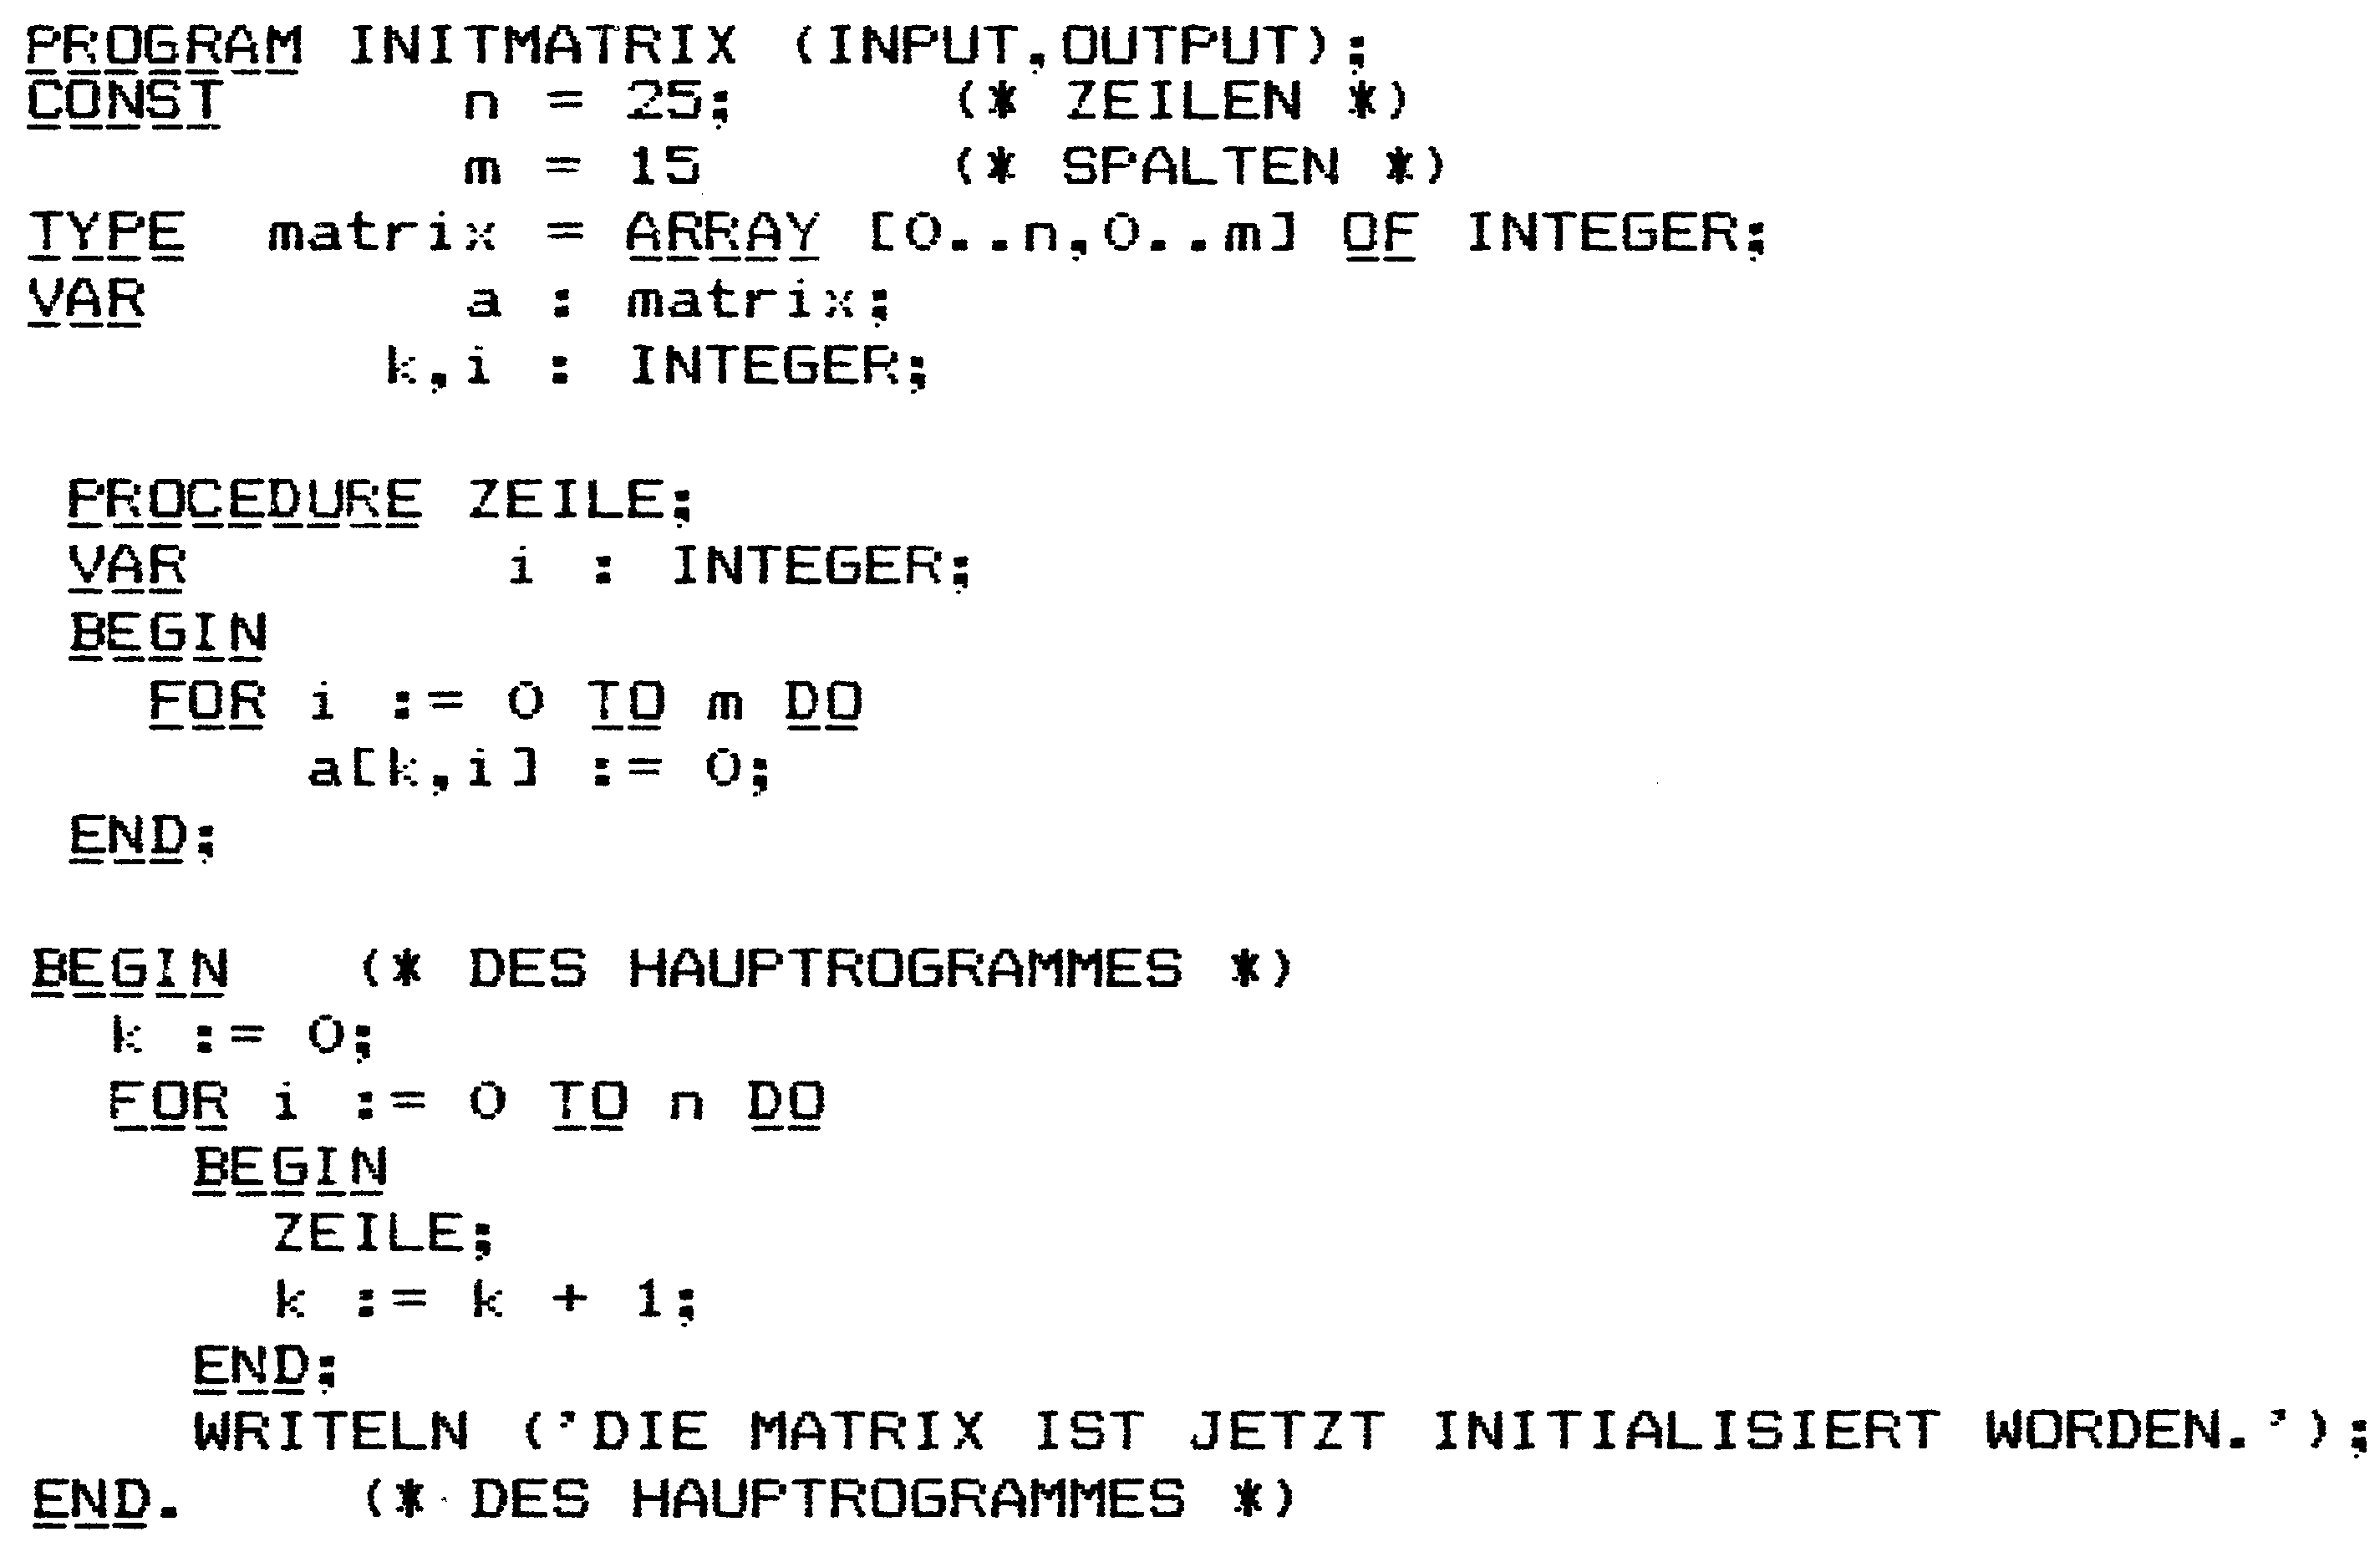 PROGRAM INITMATRIX (INPUT,OUTPUT);
CONST      n = 25;      (* ZEILEN *)
           m = 15       (* SPALTEN *)
TYPE  matrix = ARRAY [0..n,0..m] OF INTEGER;
VAR        a : matrix;
         k,i : INTEGER;
 PROCEDURE ZEILE;
 VAR        i : INTEGER;
 BEGIN
   FOR i := 0 TO m DO
       a[k,i] := 0;
 END;
BEGIN   (* DES HAUPTROGRAMMES *)
  k := 0;
  FOR i := 0 TO n DO
    BEGIN
      ZEILE;
      k := k + 1;
    END;
    WRITELN ('DIE MATRIX IST JETZT INITIALISIERT WORDEN.');
END.    (* DES HAUPTROGRAMMES *)